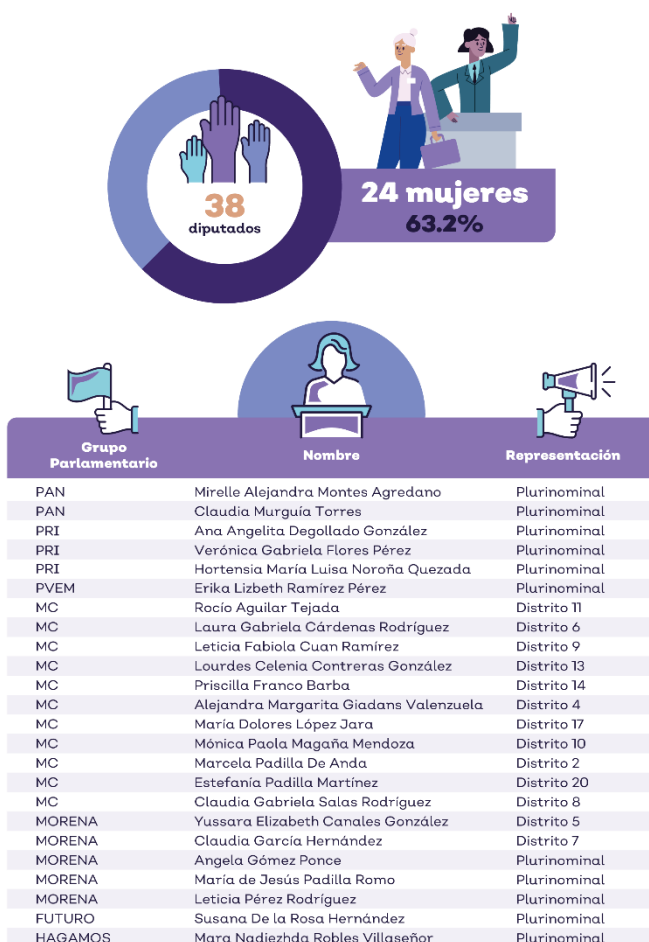 38
diputados
24 mujeres
63.2%
Grupo Parlamentario Nombre Representación
PAN Mirelle Alejandra Montes Agredano Plurinominal
PAN Claudia Murguía Torres Plurinominal
PRI Ana Angelita Degollado González Plurinominal
PRI Verónica Gabriela Flores Pérez Plurinominal
PRI Hortensia María Luisa Noroña Quezada Plurinominal
PVEM Erika Lizbeth Ramírez Pérez Plurinominal
MC Rocío Aguilar Tejada Distrito 11
MC Laura Gabriela Cárdenas Rodríguez Distrito 6
MC Leticia Fabiola Cuan Ramírez Distrito 9
MC Lourdes Celenia Contreras González Distrito 13
MC Priscilla Franco Barba Distrito 14
MC Alejandra Margarita Giadans Valenzuela Distrito 4
MC María Dolores López Jara Distrito 17
MC Mónica Paola Magaña Mendoza Distrito 10
MC Marcela Padilla De Anda Distrito 2
MC Estefanía Padilla Martínez Distrito 20
MC Claudia Gabriela Salas Rodríguez Distrito 8
MORENA Yussara Elizabeth Canales González Distrito 5
MORENA Claudia García Hernández Distrito 7
MORENA Angela Gómez Ponce Plurinominal
MORENA María de Jesús Padilla Romo Plurinominal
MORENA Leticia Pérez Rodríguez Plurinominal
FUTURO Susana De la Rosa Hernández Plurinominal
HAGAMOS Mara Nadiezhda Robles Villaseñor Plurinominal